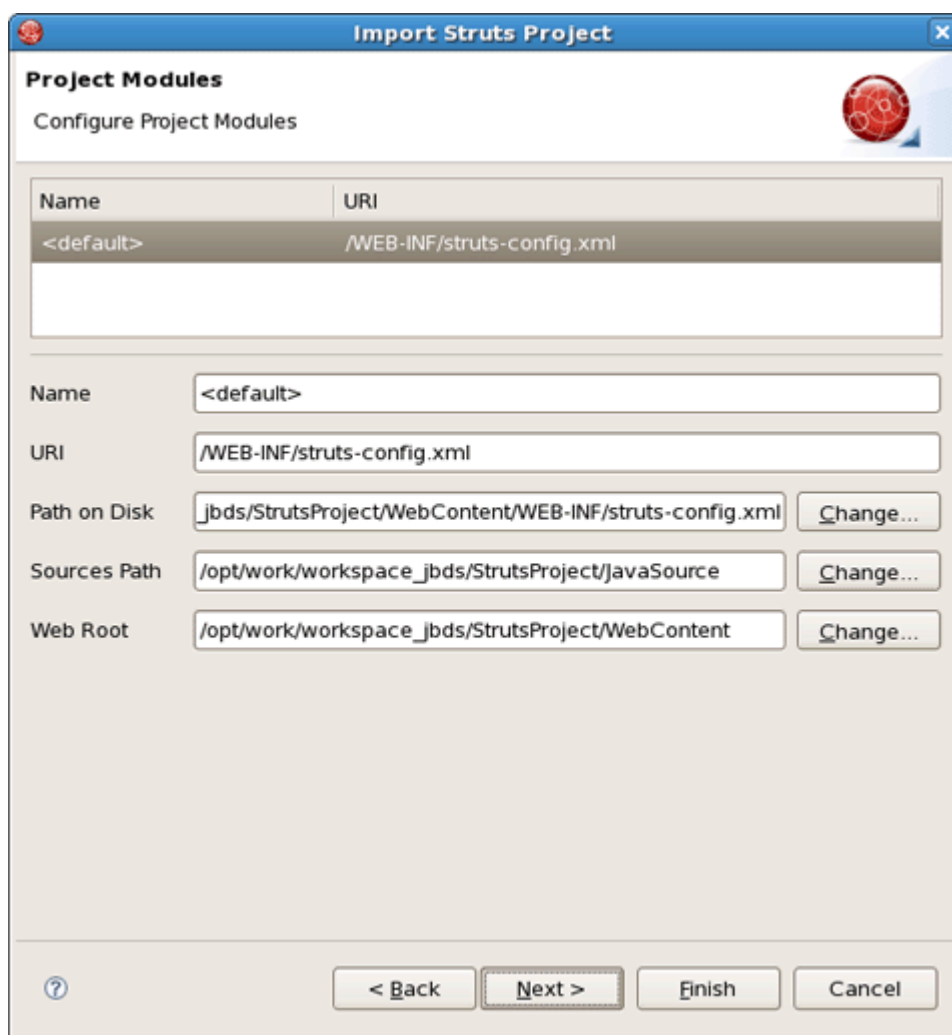 Import Struts Project
Project Modules
Configure Project Modules
Name URI
<default> /WEB-INF/struts-config.xml
Name <default>
URI /WEB-INF/struts-config.xml
Path on Disk _jbds/StrutsProject/WebContent/WEB-INF/struts-config.xml Change...
Sources Path /opt/work/workspace_jbds/StrutsProject/JavaSource Change...
Web Root /opt/work/workspace_jbds/StrutsProject/WebContent Change...
? < Back Next > Finish Cancel